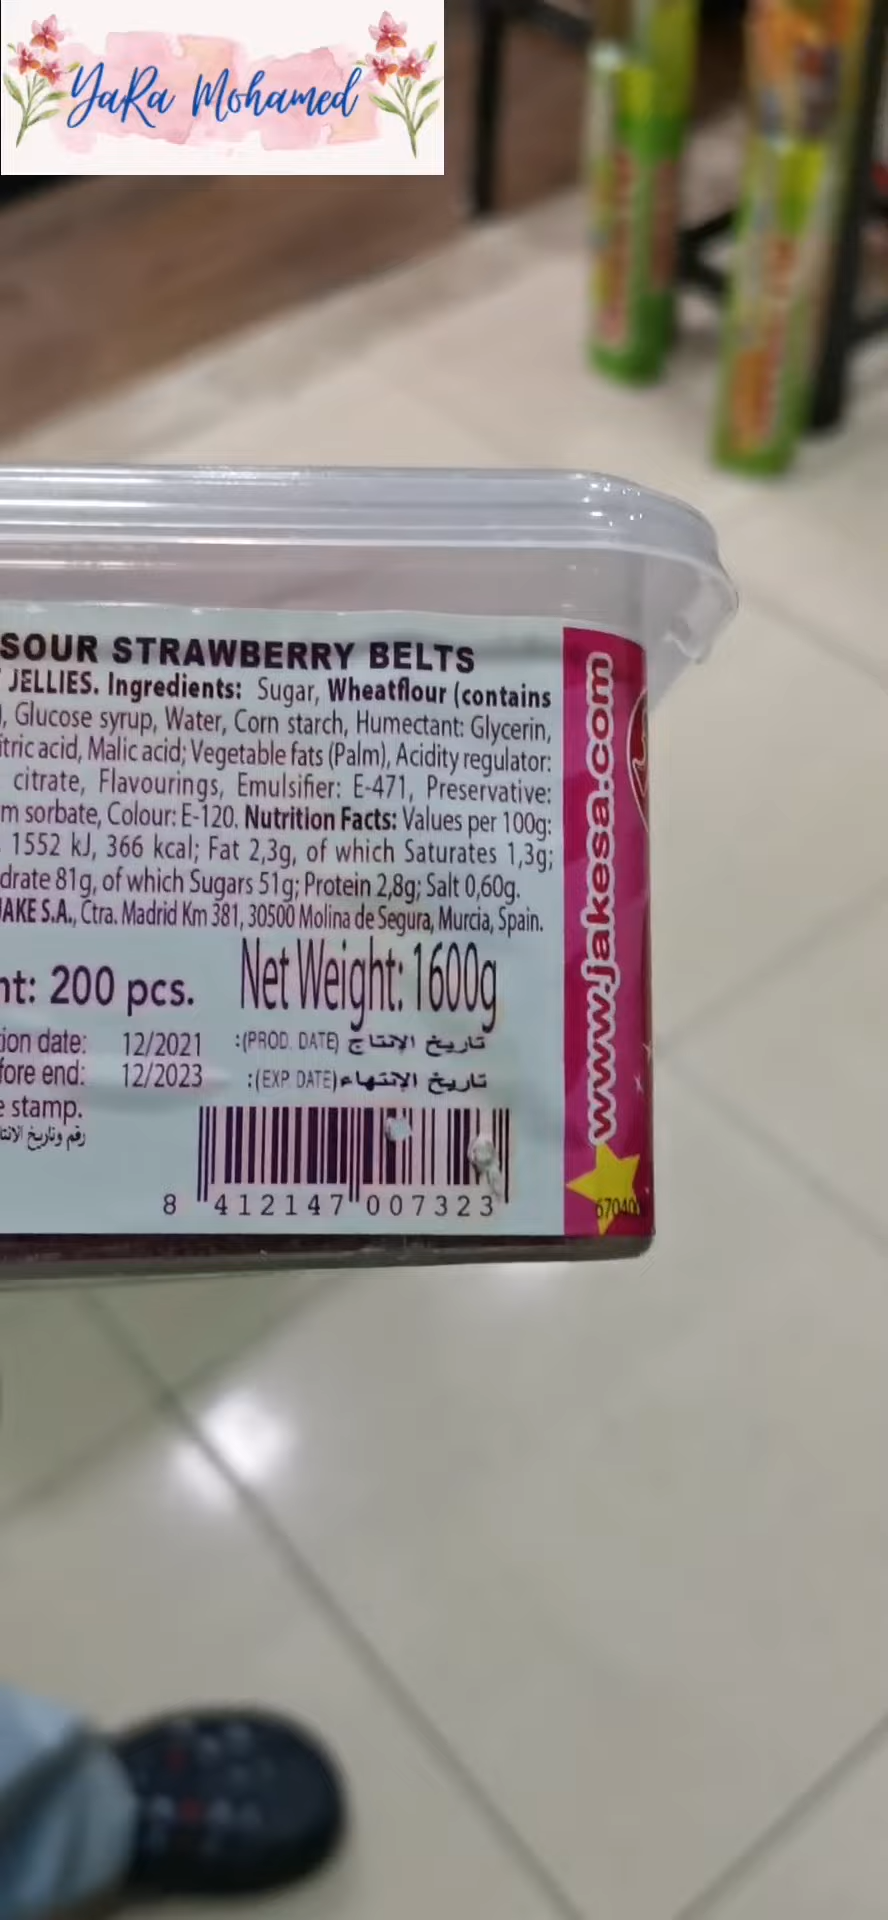 YaRa Mohamed
SOUR STRAWBERRY BELTS
JELLIES. Ingredients: Sugar, Wheatflour (contains
), Glucose syrup, Water, Corn starch, Humectant: Glycerin,
itric acid, Malic acid; Vegetable fats (Palm), Acidity regulator:
citrate, Flavourings, Emulsifier: E-471, Preservative:
m sorbate, Colour: E-120. Nutrition Facts: Values per 100g:
1552 kJ, 366 kcal; Fat 2,3g, of which Saturates 1,3g;
drate 81g, of which Sugars 51g; Protein 2,8g; Salt 0,60g.
JAKE S.A., Ctra. Madrid Km 381, 30500 Molina de Segura, Murcia, Spain.
nt: 200 pcs. Net Weight: 1600g
ion date: 12/2021 :(PROD. DATE) تاريخ الإنتاج
fore end: 12/2023 :(EXP. DATE) تاريخ الإنتهاء
e stamp.
رقم وتاريخ الانتا
8 412147 007323
www.jakesa.com